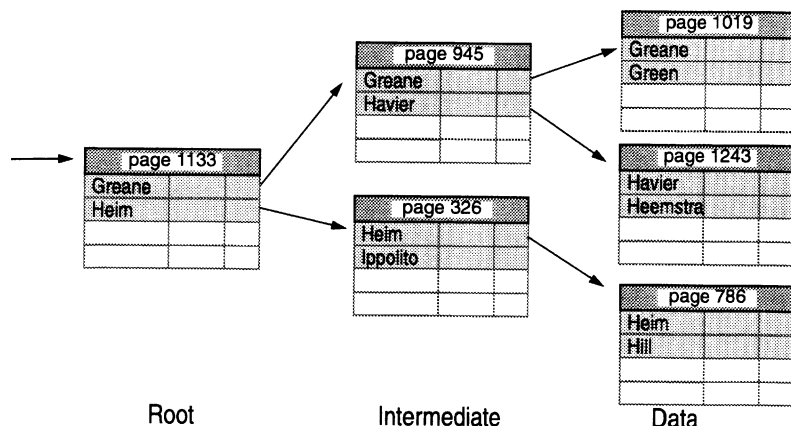 page 1133
Greane
Heim
page 945
Greane
Havier
page 326
Heim
Ippolito
page 1019
Greane
Green
page 1243
Havier
Heemstra
page 786
Heim
Hill
Root
Intermediate
Data